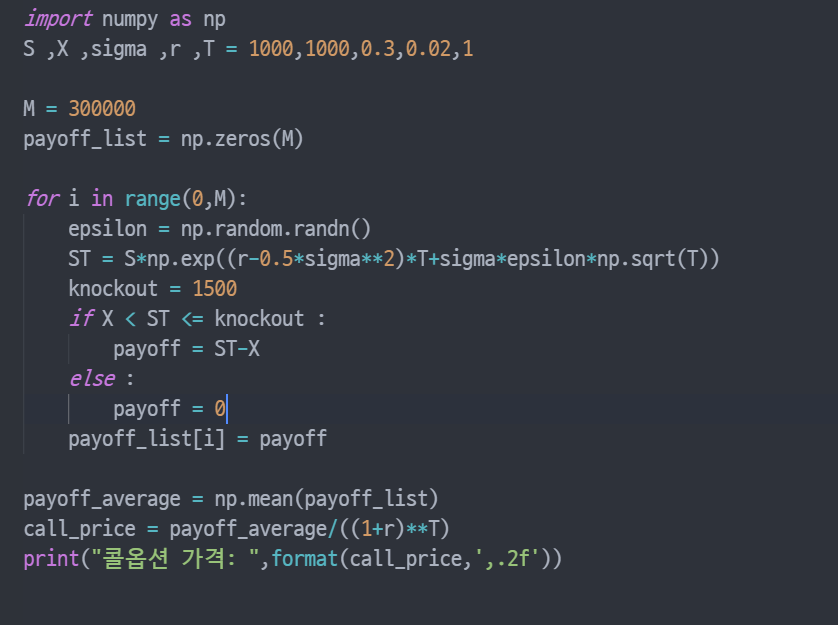 import numpy as np
S ,X ,sigma ,r ,T = 1000,1000,0.3,0.02,1
M = 300000
payoff_list = np.zeros(M)
for i in range(0,M):
    epsilon = np.random.randn()
    ST = S*np.exp((r-0.5*sigma**2)*T+sigma*epsilon*np.sqrt(T))
    knockout = 1500
    if X < ST <= knockout :
        payoff = ST-X
    else :
        payoff = 0
    payoff_list[i] = payoff
payoff_average = np.mean(payoff_list)
call_price = payoff_average/((1+r)**T)
print("콜옵션 가격: ",format(call_price,',.2f'))